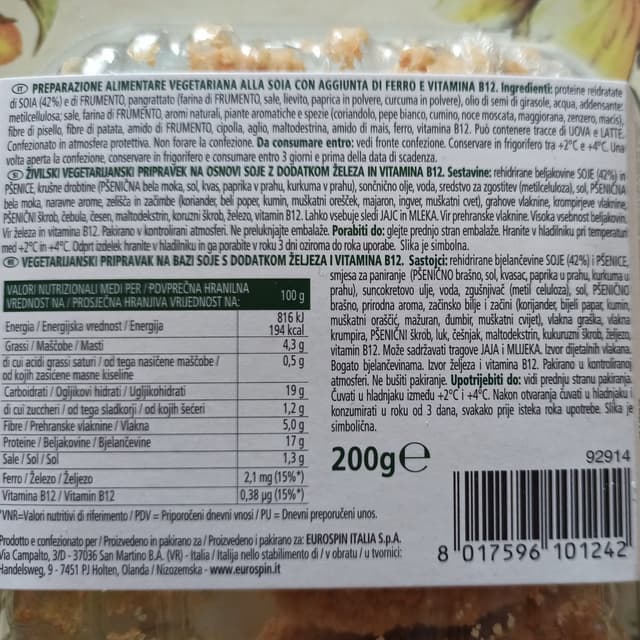 IT PREPARAZIONE ALIMENTARE VEGETARIANA ALLA SOIA CON AGGIUNTA DI FERRO E VITAMINA B12. Ingredienti: proteine reidratate
di SOIA (42%) e di FRUMENTO, pangrattato (farina di FRUMENTO, sale, lievito, paprica in polvere, curcuma in polvere), olio di semi di girasole, acqua, addensante:
metilcellulosa; sale, farina di FRUMENTO, aromi naturali, piante aromatiche e spezie (coriandolo, pepe bianco, cumino, noce moscata, maggiorana, zenzero, macis),
fibre di pisello, fibre di patata, amido di FRUMENTO, cipolla, aglio, maltodestrina, amido di mais, ferro, vitamina B12. Può contenere tracce di UOVA e LATTE.
Confezionato in atmosfera protettiva. Non forare la confezione. Da consumare entro: vedi fronte confezione. Conservare in frigorifero tra +2°C e +4°C. Una
volta aperta la confezione, conservare in frigorifero e consumare entro 3 giorni e prima della data di scadenza.
ŽIVILSKI VEGETARIJANSKI PRIPRAVEK NA OSNOVI SOJE Z DODATKOM ŽELEZA IN VITAMINA B12. Sestavine: rehidrirane beljakovine SOJE (42%) in
PŠENICE, krušne drobtine (PŠENIČNA bela moka, sol, kvas, paprika v prahu, kurkuma v prahu), sončnično olje, voda, sredstvo za zgostitev (metilceluloza), sol, PŠENIČNA
bela moka, naravne arome, zelišča in začimbe (koriander, beli poper, kumin, muškatni orešček, majaron, ingver, muškatni cvet), grahove vlaknine, krompirjeve vlaknine,
PŠENIČNI škrob, čebula, česen, maltodekstrin, koruzni škrob, železo, vitamin B12. Lahko vsebuje sledi JAJC in MLEKA. Vir prehranske vlaknine. Visoka vsebnost beljakovin.
Vir železa in vitamina B12. Pakirano v kontrolirani atmosferi. Ne preluknjajte embalaže. Porabiti do: glejte prednjo stran embalaže. Hranite v hladilniku pri temperaturi
med +2°C in +4°C. Odprt izdelek hranite v hladilniku in ga porabite v roku 3 dni oziroma do roka uporabe. Slika je simbolna.
VEGETARIJANSKI PRIPRAVAK NA BAZI SOJE S DODATKOM ŽELJEZA I VITAMINA B12. Sastojci: rehidrirane bjelančevine SOJE (42%) i PŠENICE,
smjesa za paniranje (PŠENIČNO brašno, sol, kvasac, paprika u prahu, kurkuma u
prahu), suncokretovo ulje, voda, zgušnjivač (metil celuloza), sol, PŠENIČNO
brašno, prirodna aroma, začinsko bilje i začini (korijander, bijeli papar, kumin,
muškatni oraščić, mažuran, đumbir, muškatni cvijet), vlakna graška, vlakna
krumpira, PŠENIČNI škrob, luk, češnjak, maltodekstrin, kukuruzni škrob, željezo,
vitamin B12. Može sadržavati tragove JAJA i MLIJEKA. Izvor dijetalnih vlakana.
Bogato bjelančevinama. Izvor željeza i vitamina B12. Pakirano u kontroliranoj
atmosferi. Ne bušiti pakiranje. Upotrijebiti do: vidi prednju stranu pakiranja.
Čuvati u hladnjaku između +2°C i +4°C. Nakon otvaranja čuvati u hladnjaku i
konzumirati u roku od 3 dana, svakako prije isteka roka upotrebe. Slika je
simbolična.
VALORI NUTRIZIONALI MEDI PER / POVPREČNA HRANILNA
VREDNOST NA / PROSJEČNA HRANJIVA VRIJEDNOST NA: 100 g
Energia / Energijska vrednost / Energija 816 kJ
194 kcal
Grassi / Maščobe / Masti 4,3 g
di cui acidi grassi saturi / od tega nasičene maščobe /
od kojih zasićene masne kiseline 0,5 g
Carboidrati / Ogljikovi hidrati / Ugljikohidrati 19 g
di cui zuccheri / od tega sladkorji / od kojih šećeri 1,2 g
Fibre / Prehranske vlaknine / Vlakna 5,0 g
Proteine / Beljakovine / Bjelančevine 17 g
Sale / Sol / Sol 1,3 g
Ferro / Železo / Željezo 2,1 mg (15%*)
Vitamina B12 / Vitamin B12 0,38 µg (15%*)
*VNR=Valori nutritivi di riferimento / PDV = Priporočeni dnevni vnosi / PU = Dnevni preporučeni unos.
200g e
92914
Prodotto e confezionato per / Proizvedeno in pakirano za / Proizvedeno i pakirano za: EUROSPIN ITALIA S.p.A.
Via Campalto, 3/D - 37036 San Martino B.A. (VR) - Italia / Italija nello stabilimento di / v obratu / u tvornici:
Handelsweg, 9 - 7451 PJ Holten, Olanda / Nizozemska - www.eurospin.it
8 017596 101242